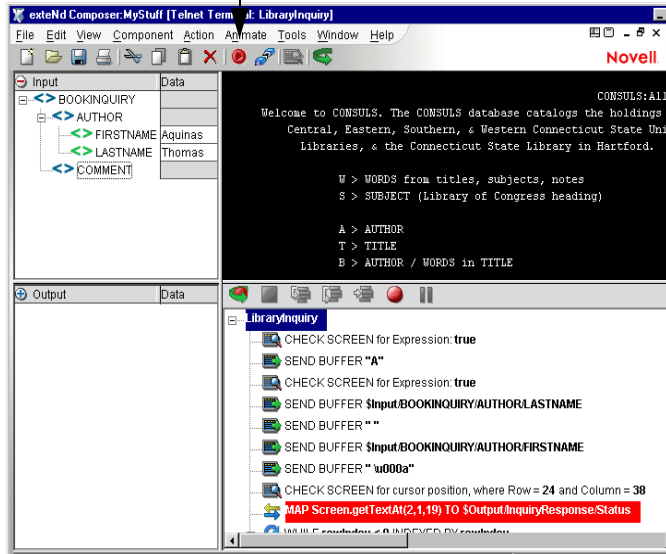 exteNd Composer:MyStuff [Telnet Terminal: LibraryInquiry]
File Edit View Component Action Animate Tools Window Help
Novell.
Input Data
BOOKINQUIRY
AUTHOR
FIRSTNAME Aquinas
LASTNAME Thomas
COMMENT
CONSULS:All
Welcome to CONSULS. The CONSULS database catalogs the holdings
Central, Eastern, Southern, & Western Connecticut State Uni
Libraries, & the Connecticut State Library in Hartford.
W > WORDS from titles, subjects, notes
S > SUBJECT (Library of Congress heading)
A > AUTHOR
T > TITLE
B > AUTHOR / WORDS in TITLE
Output Data
LibraryInquiry
CHECK SCREEN for Expression: true
SEND BUFFER "A"
CHECK SCREEN for Expression: true
SEND BUFFER $Input/BOOKINQUIRY/AUTHOR/LASTNAME
SEND BUFFER " "
SEND BUFFER $Input/BOOKINQUIRY/AUTHOR/FIRSTNAME
SEND BUFFER " \u000a"
CHECK SCREEN for cursor position, where Row = 24 and Column = 38
MAP Screen.getTextAt(2,1,19) TO $Output/InquiryResponse/Status
WHILE rowIndex < 9 INDEXED BY rowIndex